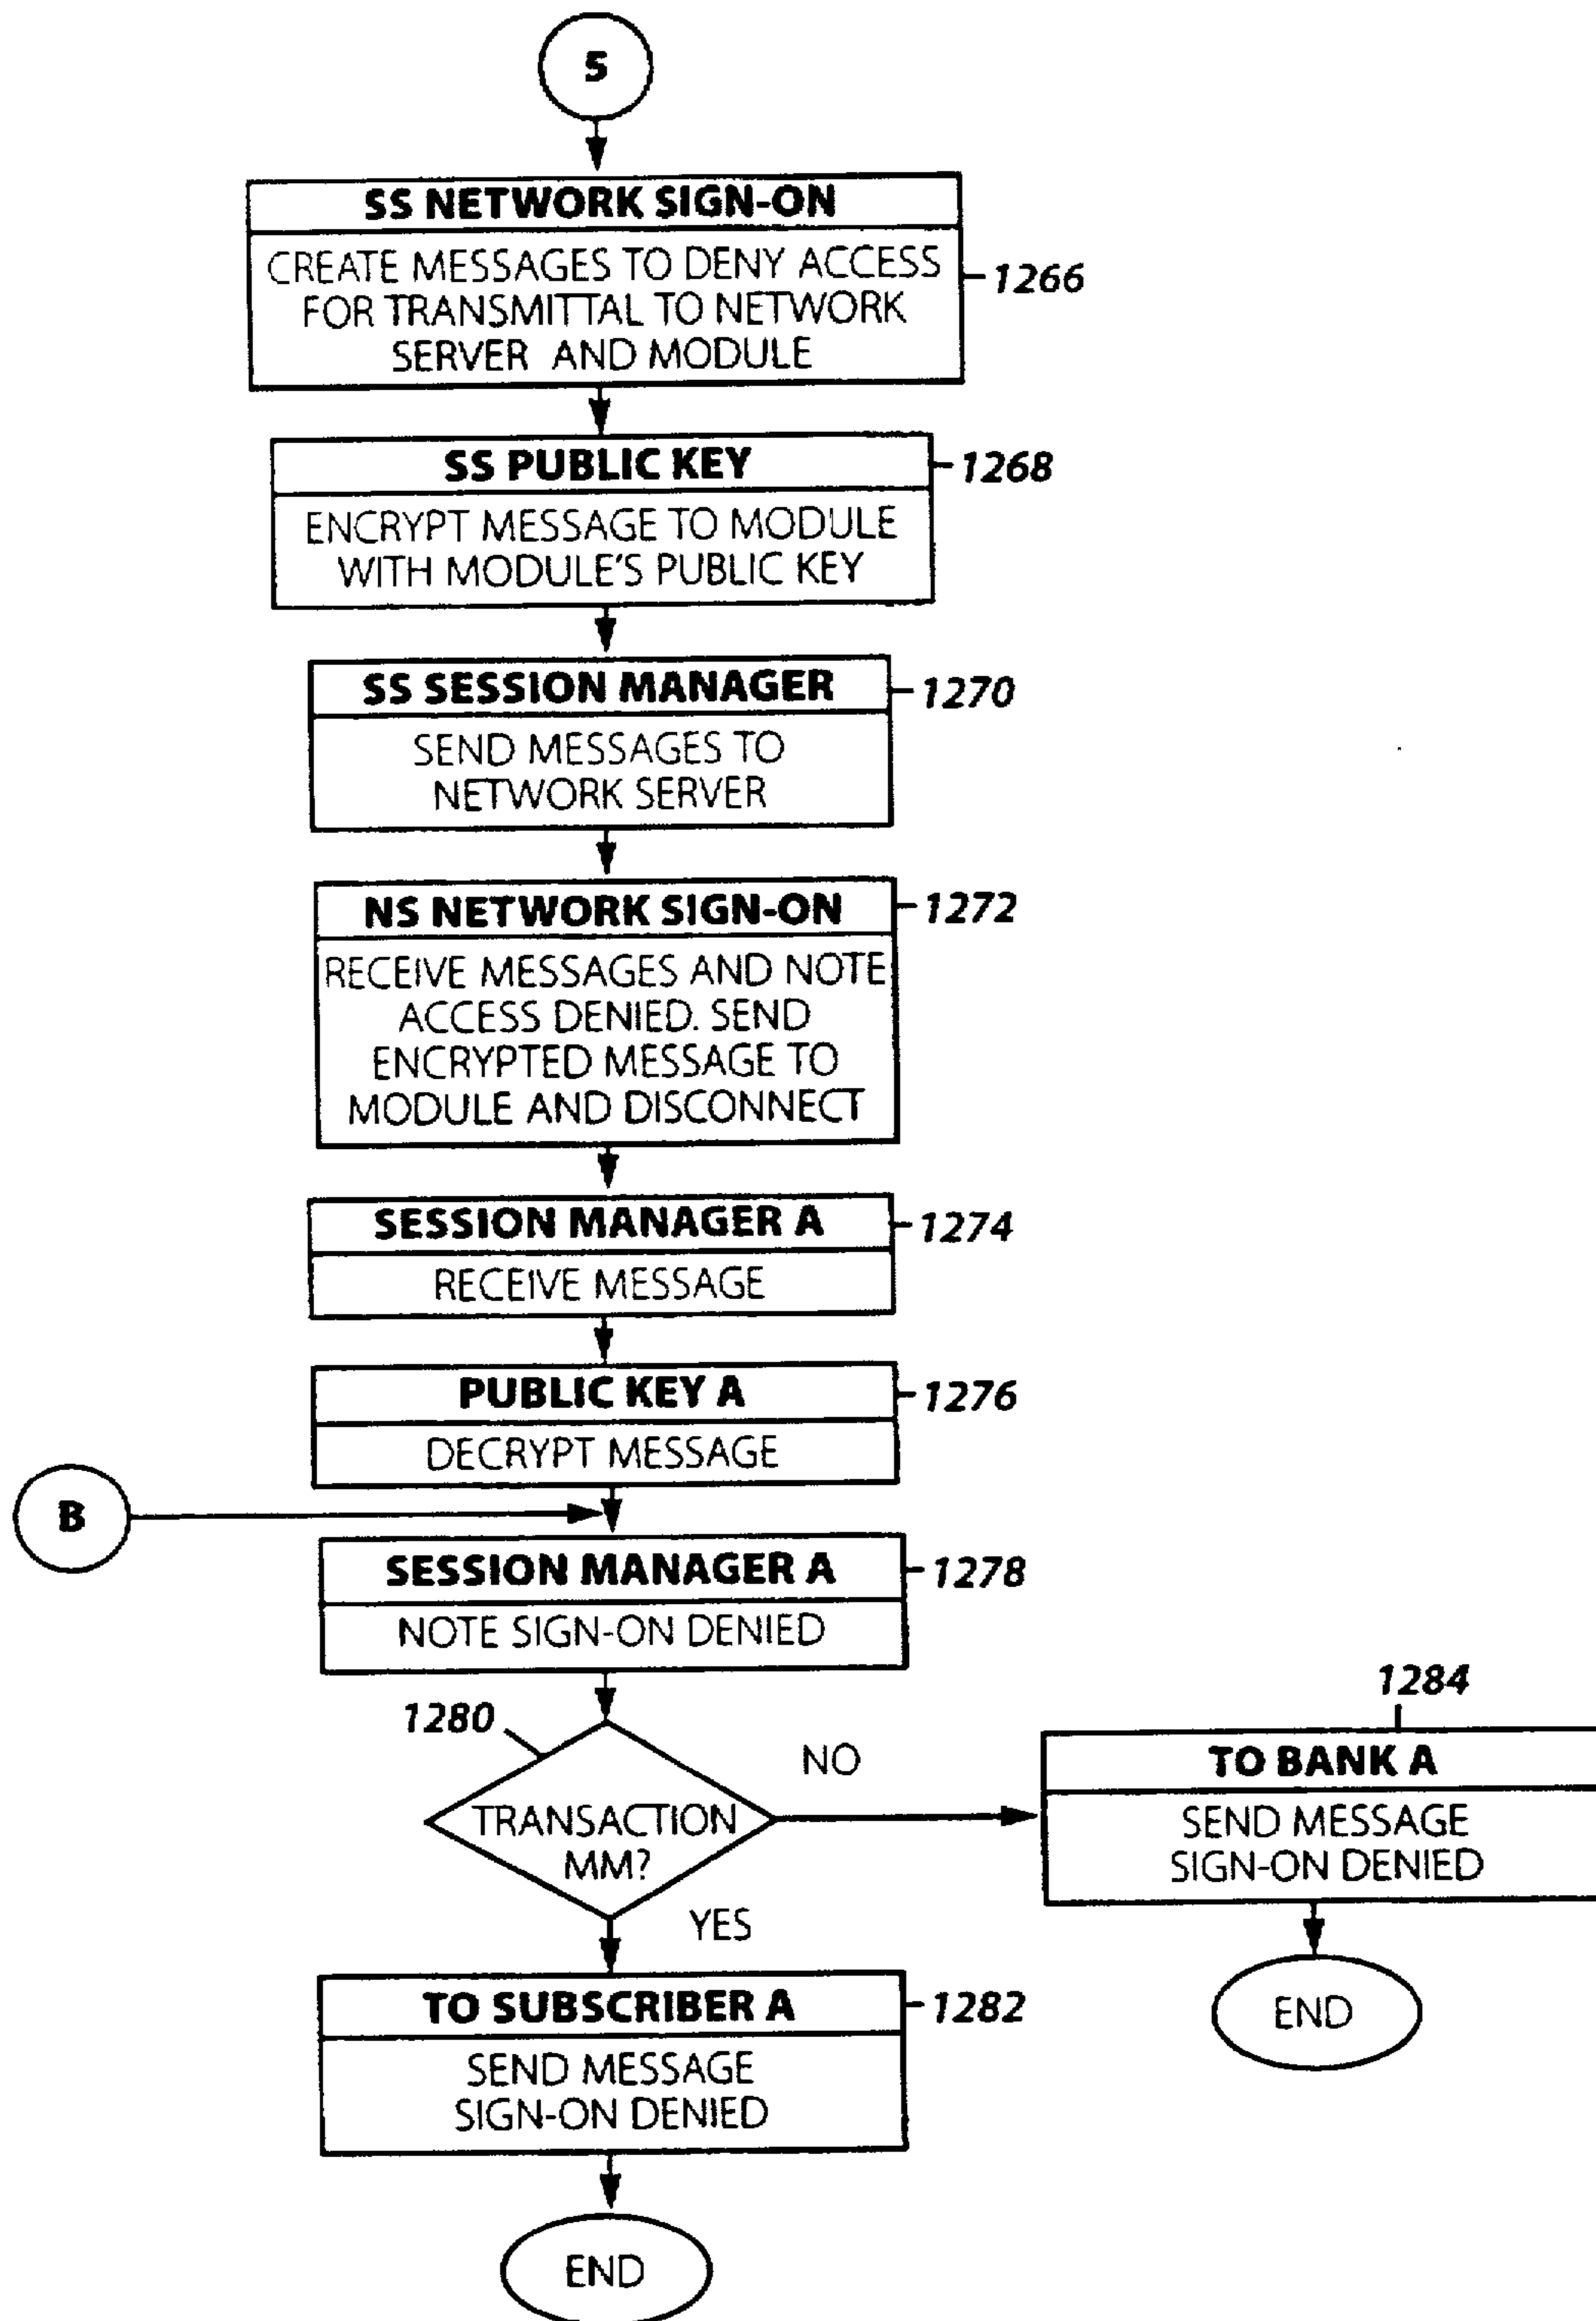 5
SS NETWORK SIGN-ON
CREATE MESSAGES TO DENY ACCESS
FOR TRANSMITTAL TO NETWORK
SERVER AND MODULE
1266
SS PUBLIC KEY
1268
ENCRYPT MESSAGE TO MODULE
WITH MODULE'S PUBLIC KEY
SS SESSION MANAGER
1270
SEND MESSAGES TO
NETWORK SERVER
NS NETWORK SIGN-ON
1272
RECEIVE MESSAGES AND NOTE
ACCESS DENIED. SEND
ENCRYPTED MESSAGE TO
MODULE AND DISCONNECT
SESSION MANAGER A
1274
RECEIVE MESSAGE
PUBLIC KEY A
1276
DECRYPT MESSAGE
B
SESSION MANAGER A
1278
NOTE SIGN-ON DENIED
1280
TRANSACTION
MM?
NO
YES
1284
TO BANK A
SEND MESSAGE
SIGN-ON DENIED
END
TO SUBSCRIBER A
1282
SEND MESSAGE
SIGN-ON DENIED
END